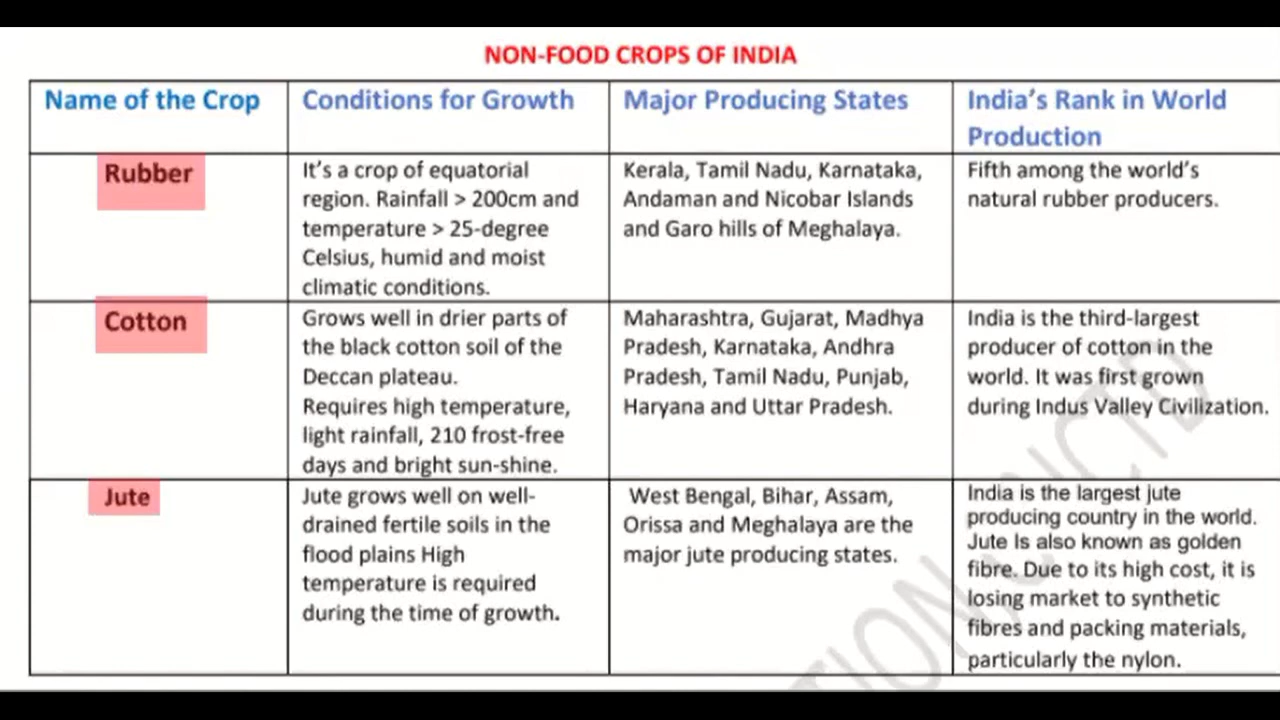 NON-FOOD CROPS OF INDIA
Name of the Crop
Conditions for Growth
Major Producing States
India's Rank in World
Production
Rubber
It's a crop of equatorial
region. Rainfall > 200cm and
temperature > 25-degree
Celsius, humid and moist
climatic conditions.
Kerala, Tamil Nadu, Karnataka,
Andaman and Nicobar Islands
and Garo hills of Meghalaya.
Fifth among the world's
natural rubber producers.
Cotton
Grows well in drier parts of
the black cotton soil of the
Deccan plateau.
Requires high temperature,
light rainfall, 210 frost-free
days and bright sun-shine.
Maharashtra, Gujarat, Madhya
Pradesh, Karnataka, Andhra
Pradesh, Tamil Nadu, Punjab,
Haryana and Uttar Pradesh.
India is the third-largest
producer of cotton in the
world. It was first grown
during Indus Valley Civilization.
Jute
Jute grows well on well-
drained fertile soils in the
flood plains High
temperature is required
during the time of growth.
West Bengal, Bihar, Assam,
Orissa and Meghalaya are the
major jute producing states.
India is the largest jute
producing country in the world.
Jute Is also known as golden
fibre. Due to its high cost, it is
losing market to synthetic
fibres and packing materials,
particularly the nylon.